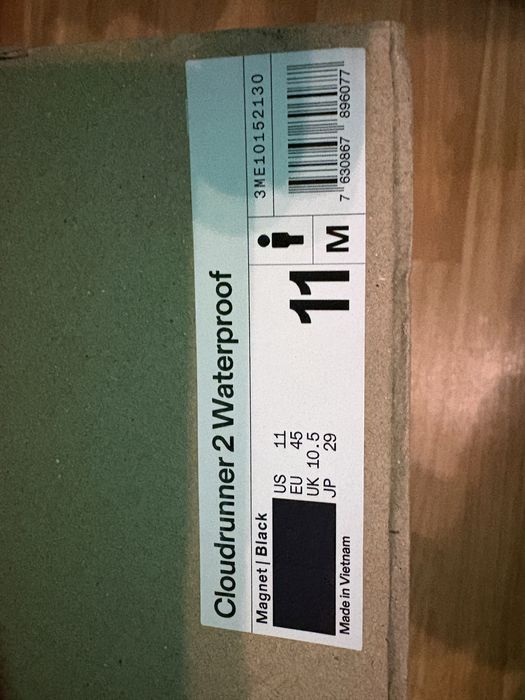 Cloudrunner 2 Waterproof
3ME10152130
Magnet | Black
US 11
EU 45
UK 10.5
JP 29
11
M
7 630867 896077
Made in Vietnam